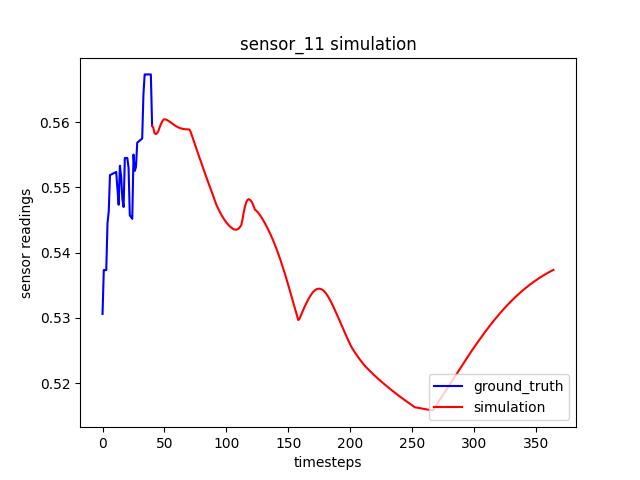 sensor_11 simulation
0.56
0.55
0.54
0.53
0.52
sensor readings
0 50 100 150 200 250 300 350
timesteps
ground_truth
simulation